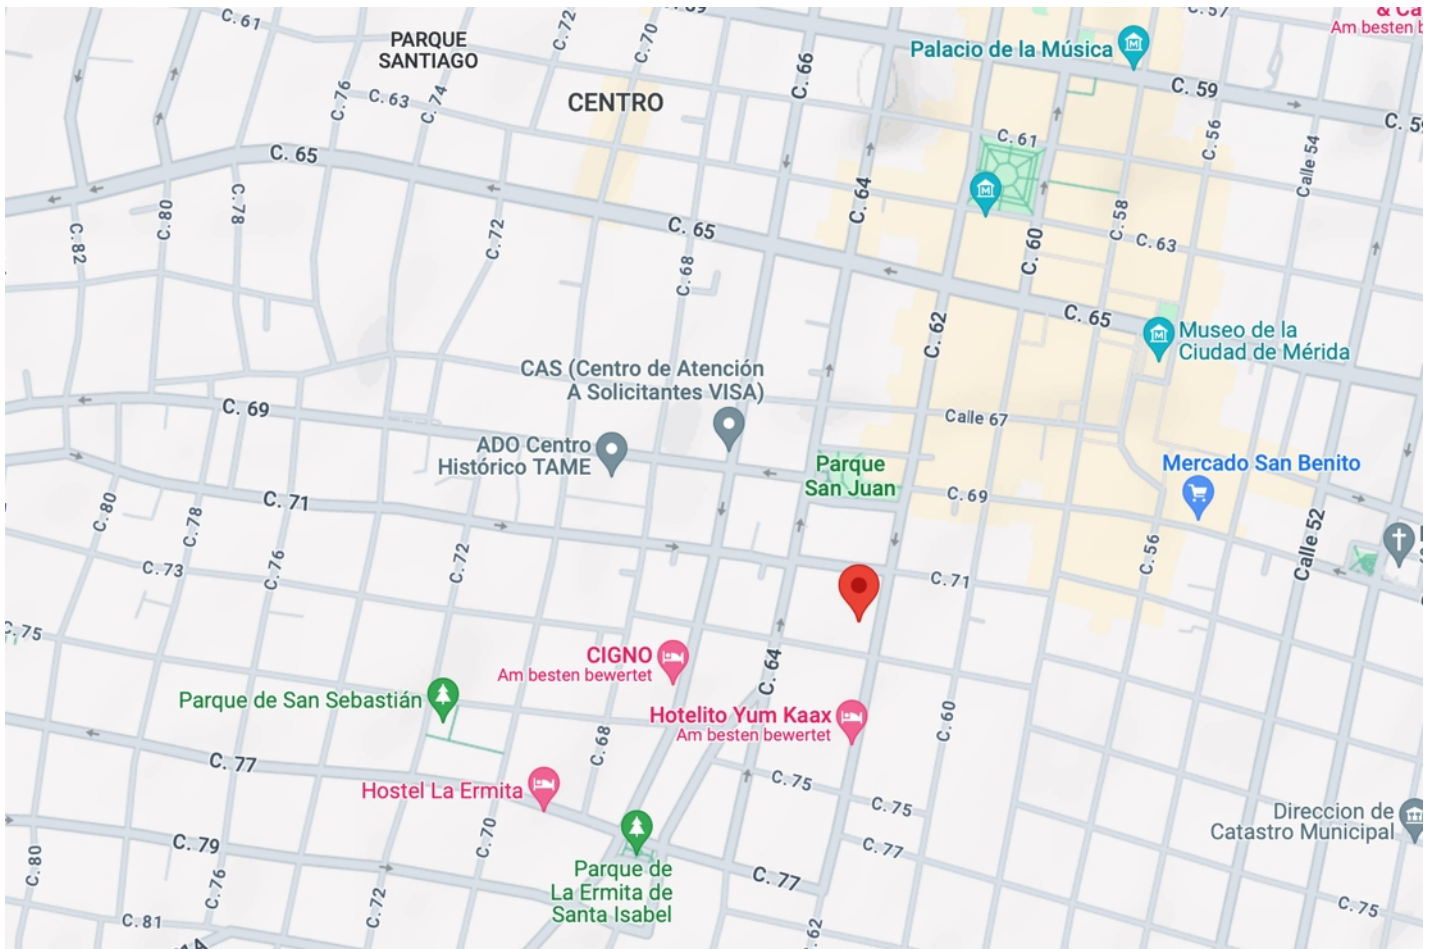 C. 61
C. 72
C. 70
C. 57
& Ca
Am besten b
PARQUE
SANTIAGO
Palacio de la Música
C. 76
C. 63
C. 74
CENTRO
C. 66
C. 59
C. 59
C. 65
C. 61
C. 56
Calle 54
C. 82
C. 80
C. 78
C. 72
C. 65
C. 64
C. 58
C. 63
C. 60
C. 68
C. 62
C. 65
Museo de la
Ciudad de Mérida
CAS (Centro de Atención
A Solicitantes VISA)
C. 69
Calle 67
ADO Centro
Histórico TAME
Parque
San Juan
Mercado San Benito
C. 69
C. 80
C. 78
C. 71
C. 76
C. 72
C. 73
C. 56
Calle 52
C. 71
C. 75
CIGNO
Am besten bewertet
C. 64
Parque de San Sebastián
Hotelito Yum Kaax
Am besten bewertet
C. 60
C. 68
C. 77
Hostel La Ermita
C. 75
C. 75
Direccion de
Catastro Municipal
C. 79
C. 70
C. 77
C. 80
C. 76
C. 72
Parque de
La Ermita de
Santa Isabel
C. 77
C. 75
C. 81
C. 62